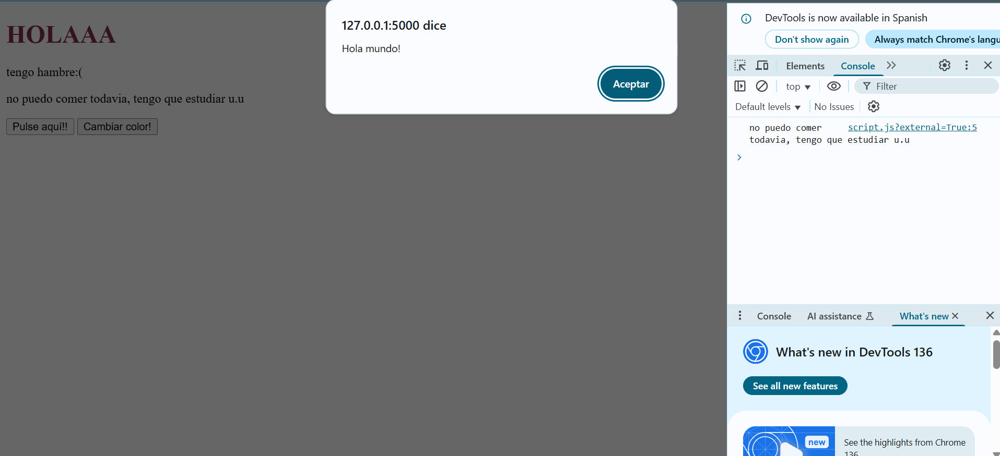 HOLAAA
tengo hambre:(
no puedo comer todavia, tengo que estudiar u.u
Pulse aquí!! Cambiar color!
127.0.0.1:5000 dice
Hola mundo!
Aceptar
DevTools is now available in Spanish
Don't show again Always match Chrome's langu
Elements Console
top Filter
Default levels No Issues
no puedo comer script.js?external=True:5
todavia, tengo que estudiar u.u
Console AI assistance What's new
What's new in DevTools 136
See all new features
new
See the highlights from Chrome
136